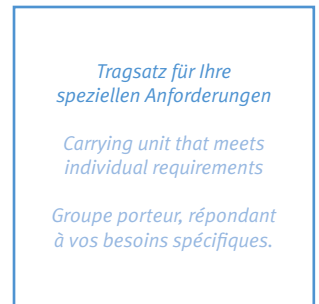 Tragsatz für Ihre
speziellen Anforderungen
Carrying unit that meets
individual requirements
Groupe porteur, répondant
à vos besoins spécifiques.